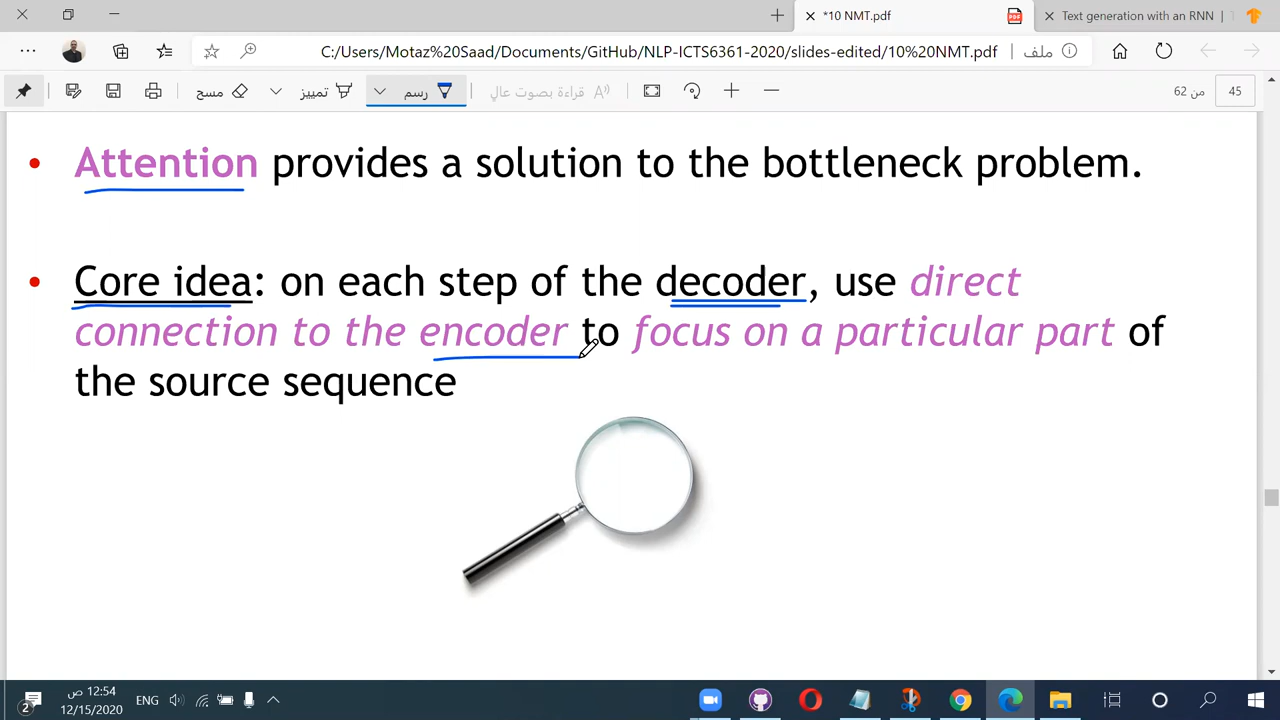 *10 NMT.pdf
Text generation with an RNN
C:/Users/Motaz%20Saad/Documents/GitHub/NLP-ICTS6361-2020/slides-edited/10%20NMT.pdf
ملف
مسح
تمييز
رسم
قراءة بصوت عالٍ
من 62
45
PDF
• Attention provides a solution to the bottleneck problem.
• Core idea: on each step of the decoder, use direct
connection to the encoder to focus on a particular part of
the source sequence
2
12:54 ص
12/15/2020
ENG